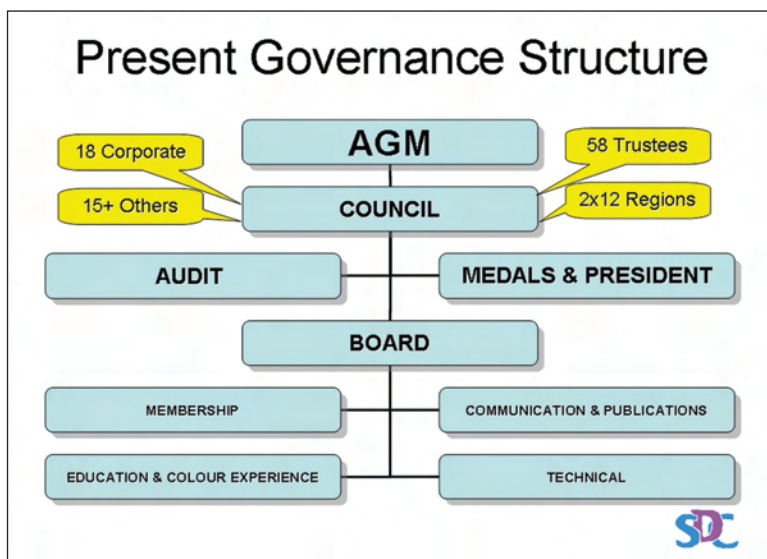 Present Governance Structure
AGM
18 Corporate
58 Trustees
15+ Others
COUNCIL
2x12 Regions
AUDIT
MEDALS & PRESIDENT
BOARD
MEMBERSHIP
COMMUNICATION & PUBLICATIONS
EDUCATION & COLOUR EXPERIENCE
TECHNICAL
SDC